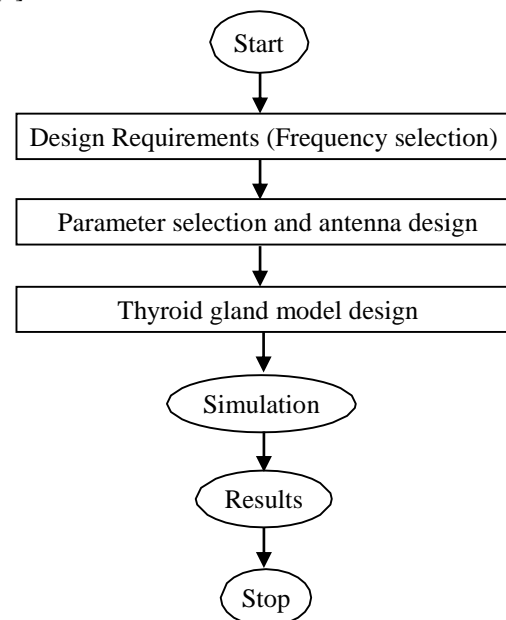 Start
Design Requirements (Frequency selection)
Parameter selection and antenna design
Thyroid gland model design
Simulation
Results
Stop